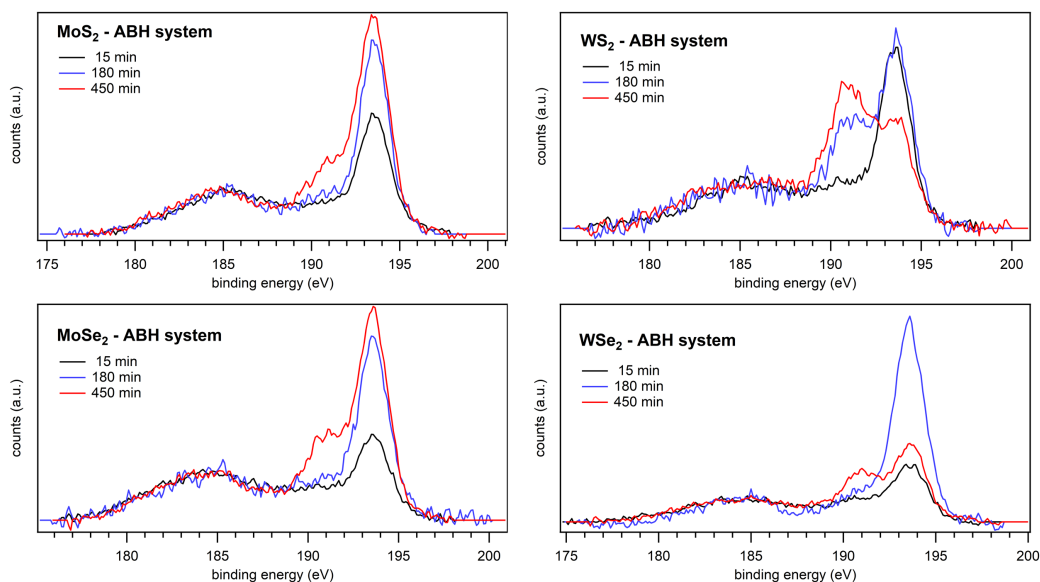 MoS₂ - ABH system
15 min
180 min
450 min
counts (a.u.)
175 180 185 190 195 200
binding energy (eV)
WS₂ - ABH system
15 min
180 min
450 min
counts (a.u.)
180 185 190 195 200
binding energy (eV)
MoSe₂ - ABH system
15 min
180 min
450 min
counts (a.u.)
180 185 190 195 200
binding energy (eV)
WSe₂ - ABH system
15 min
180 min
450 min
counts (a.u.)
175 180 185 190 195 200
binding energy (eV)